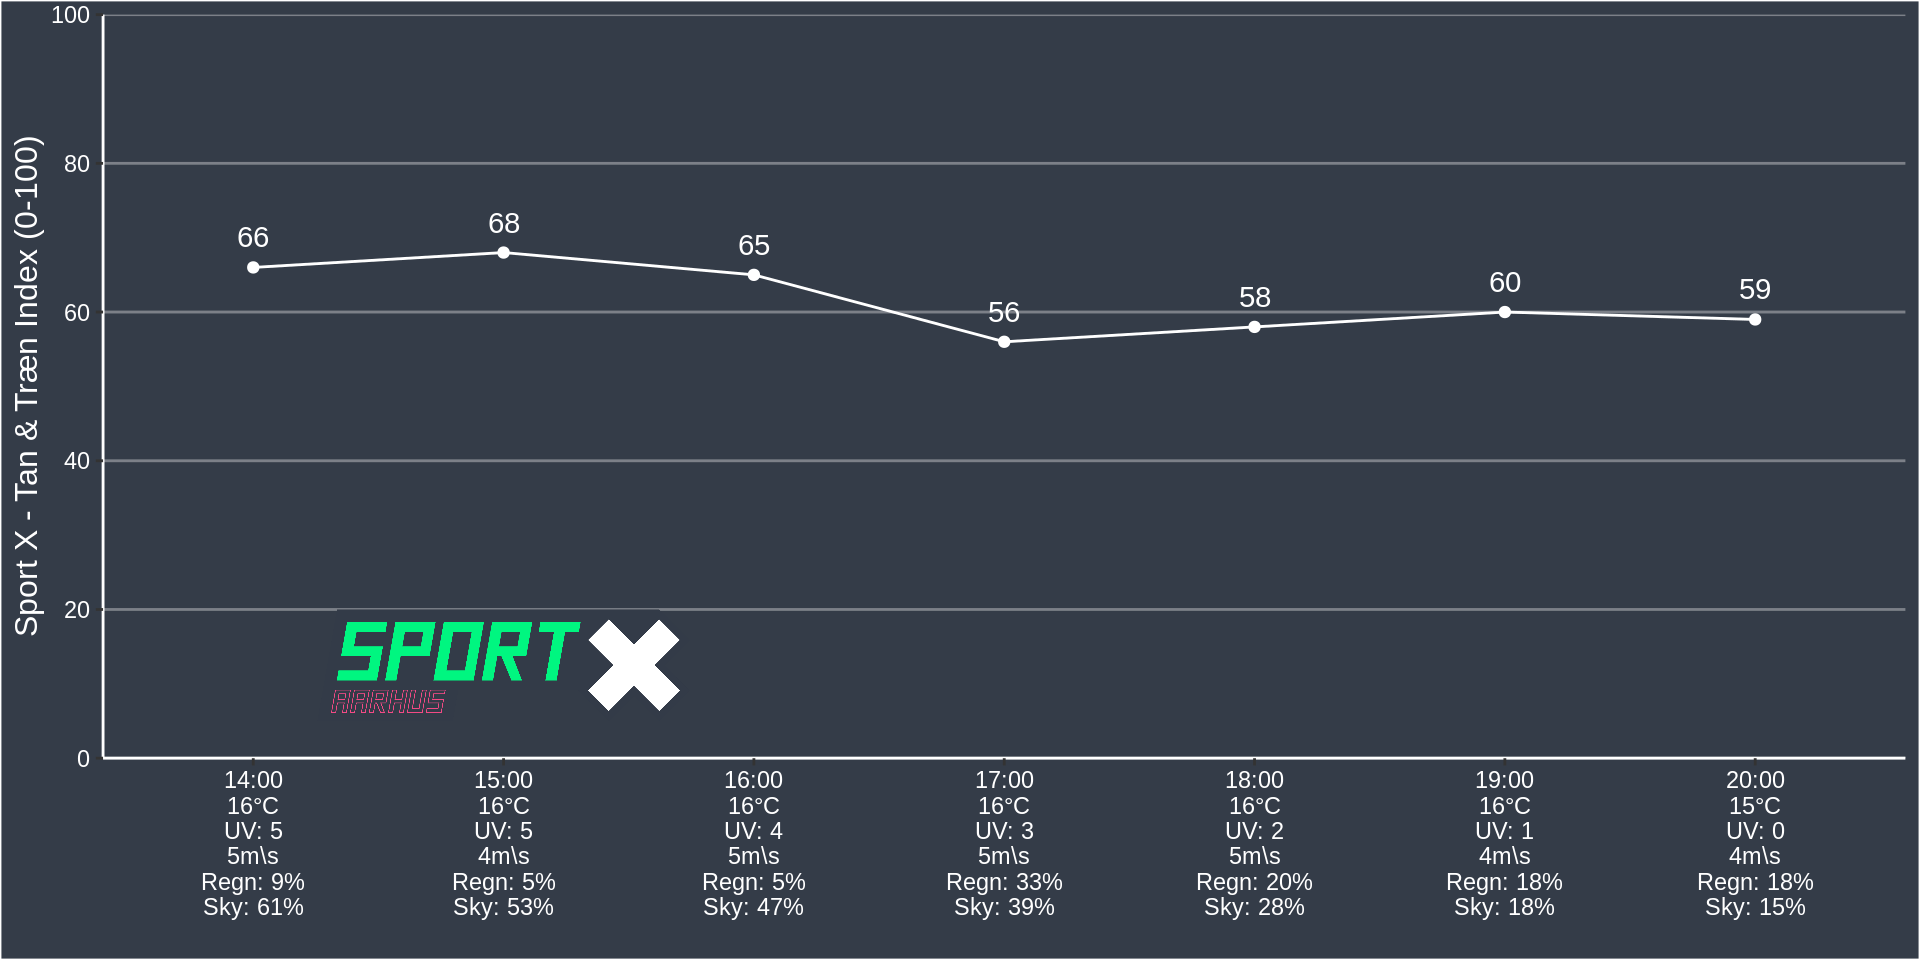 Sport X - Tan & Træn Index (0-100)
100
80
60
40
20
0
66
68
65
56
58
60
59
SPORT X
AARHUS
14:00
16°C
UV: 5
5m\s
Regn: 9%
Sky: 61%
15:00
16°C
UV: 5
4m\s
Regn: 5%
Sky: 53%
16:00
16°C
UV: 4
5m\s
Regn: 5%
Sky: 47%
17:00
16°C
UV: 3
5m\s
Regn: 33%
Sky: 39%
18:00
16°C
UV: 2
5m\s
Regn: 20%
Sky: 28%
19:00
16°C
UV: 1
4m\s
Regn: 18%
Sky: 18%
20:00
15°C
UV: 0
4m\s
Regn: 18%
Sky: 15%